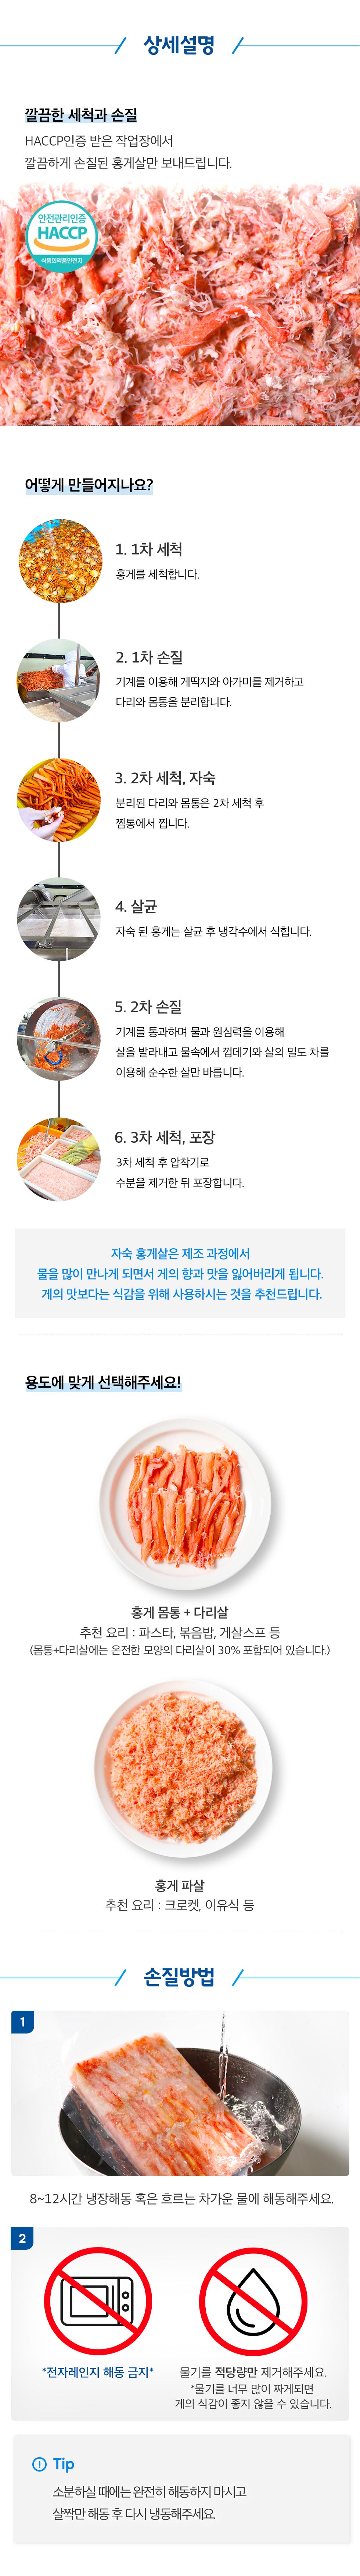 상세설명
깔끔한 세척과 손질
HACCP인증 받은 작업장에서
깔끔하게 손질된 홍게살만 보내드립니다.
안전관리인증
HACCP
식품의약품안전처
어떻게 만들어지나요?
1. 1차 세척
홍게를 세척합니다.
2. 1차 손질
기계를 이용해 게딱지와 아가미를 제거하고
다리와 몸통을 분리합니다.
3. 2차 세척, 자숙
분리된 다리와 몸통은 2차 세척 후
찜통에서 찝니다.
4. 살균
자숙 된 홍게는 살균 후 냉각수에서 식힙니다.
5. 2차 손질
기계를 통과하며 물과 원심력을 이용해
살을 발라내고 물속에서 껍데기와 살의 밀도 차를
이용해 순수한 살만 바릅니다.
6. 3차 세척, 포장
3차 세척 후 압착기로
수분을 제거한 뒤 포장합니다.
자숙 홍게살은 제조 과정에서
물을 많이 만나게 되면서 게의 향과 맛을 잃어버리게 됩니다.
게의 맛보다는 식감을 위해 사용하시는 것을 추천드립니다.
용도에 맞게 선택해주세요!
홍게 몸통 + 다리살
추천 요리 : 파스타, 볶음밥, 게살스프 등
(몸통+다리살에는 온전한 모양의 다리살이 30% 포함되어 있습니다.)
홍게 파살
추천 요리 : 크로켓, 이유식 등
손질방법
1
8~12시간 냉장해동 혹은 흐르는 차가운 물에 해동해주세요.
2
*전자레인지 해동 금지*
물기를 적당량만 제거해주세요.
*물기를 너무 많이 짜게되면
게의 식감이 좋지 않을 수 있습니다.
Tip
소분하실 때에는 완전히 해동하지 마시고
살짝만 해동 후 다시 냉동해주세요.